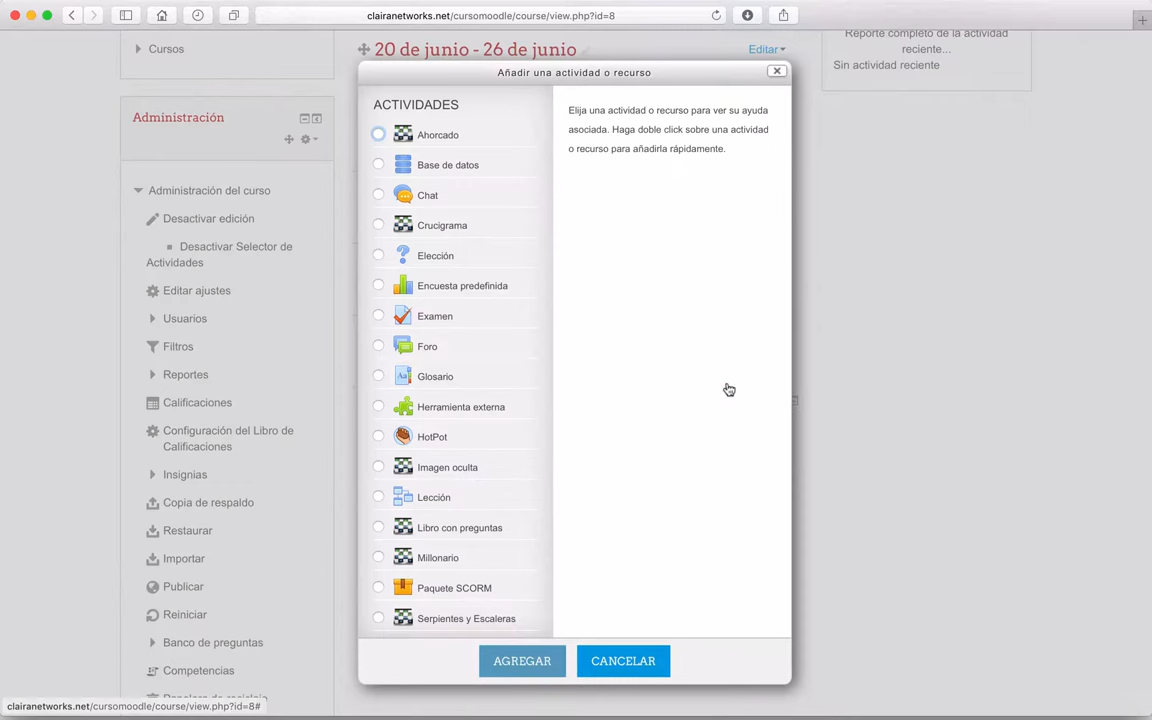 clairanetworks.net/cursomoodle/course/view.php?id=8
Cursos
20 de junio - 26 de junio
Editar
Reporte completo de la actividad
reciente...
Sin actividad reciente
Administración
Administración del curso
Desactivar edición
Desactivar Selector de
Actividades
Editar ajustes
Usuarios
Filtros
Reportes
Calificaciones
Configuración del Libro de
Calificaciones
Insignias
Copia de respaldo
Restaurar
Importar
Publicar
Reiniciar
Banco de preguntas
Competencias
Añadir una actividad o recurso
ACTIVIDADES
Ahorcado
Base de datos
Chat
Crucigrama
Elección
Encuesta predefinida
Examen
Foro
Glosario
Herramienta externa
HotPot
Imagen oculta
Lección
Libro con preguntas
Millonario
Paquete SCORM
Serpientes y Escaleras
Elija una actividad o recurso para ver su ayuda
asociada. Haga doble click sobre una actividad
o recurso para añadirla rápidamente.
AGREGAR
CANCELAR
clairanetworks.net/cursomoodle/course/view.php?id=8#